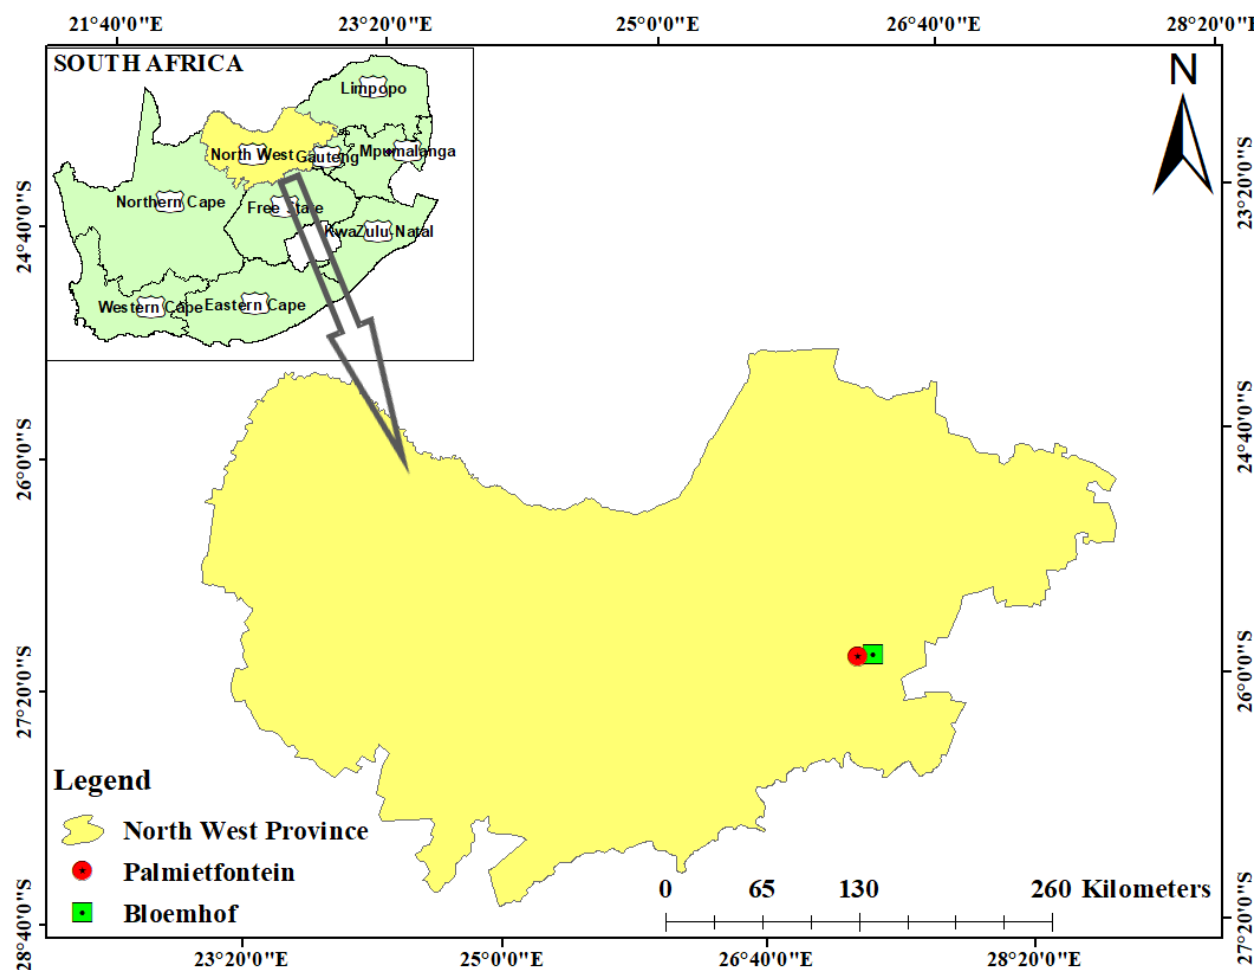 21°40'0"E 23°20'0"E 25°0'0"E 26°40'0"E 28°20'0"E
SOUTH AFRICA
N
Limpopo
North West Gauteng Mpumalanga
Northern Cape Free State
KwaZulu-Natal
Western Cape Eastern Cape
24°40'0"S
26°0'0"S
27°20'0"S
28°40'0"S
23°20'0"S
24°40'0"S
26°0'0"S
27°20'0"S
Legend
North West Province
Palmietfontein
Bloemhof
0 65 130 260 Kilometers
23°20'0"E 25°0'0"E 26°40'0"E 28°20'0"E